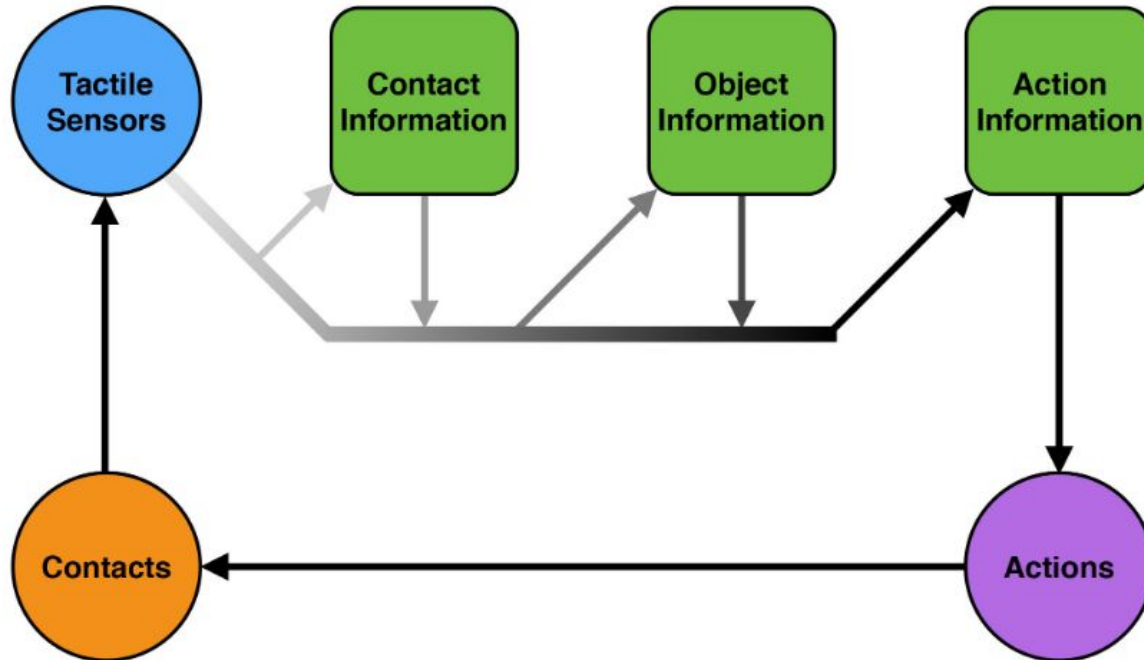 Tactile
Sensors
Contact
Information
Object
Information
Action
Information
Contacts
Actions